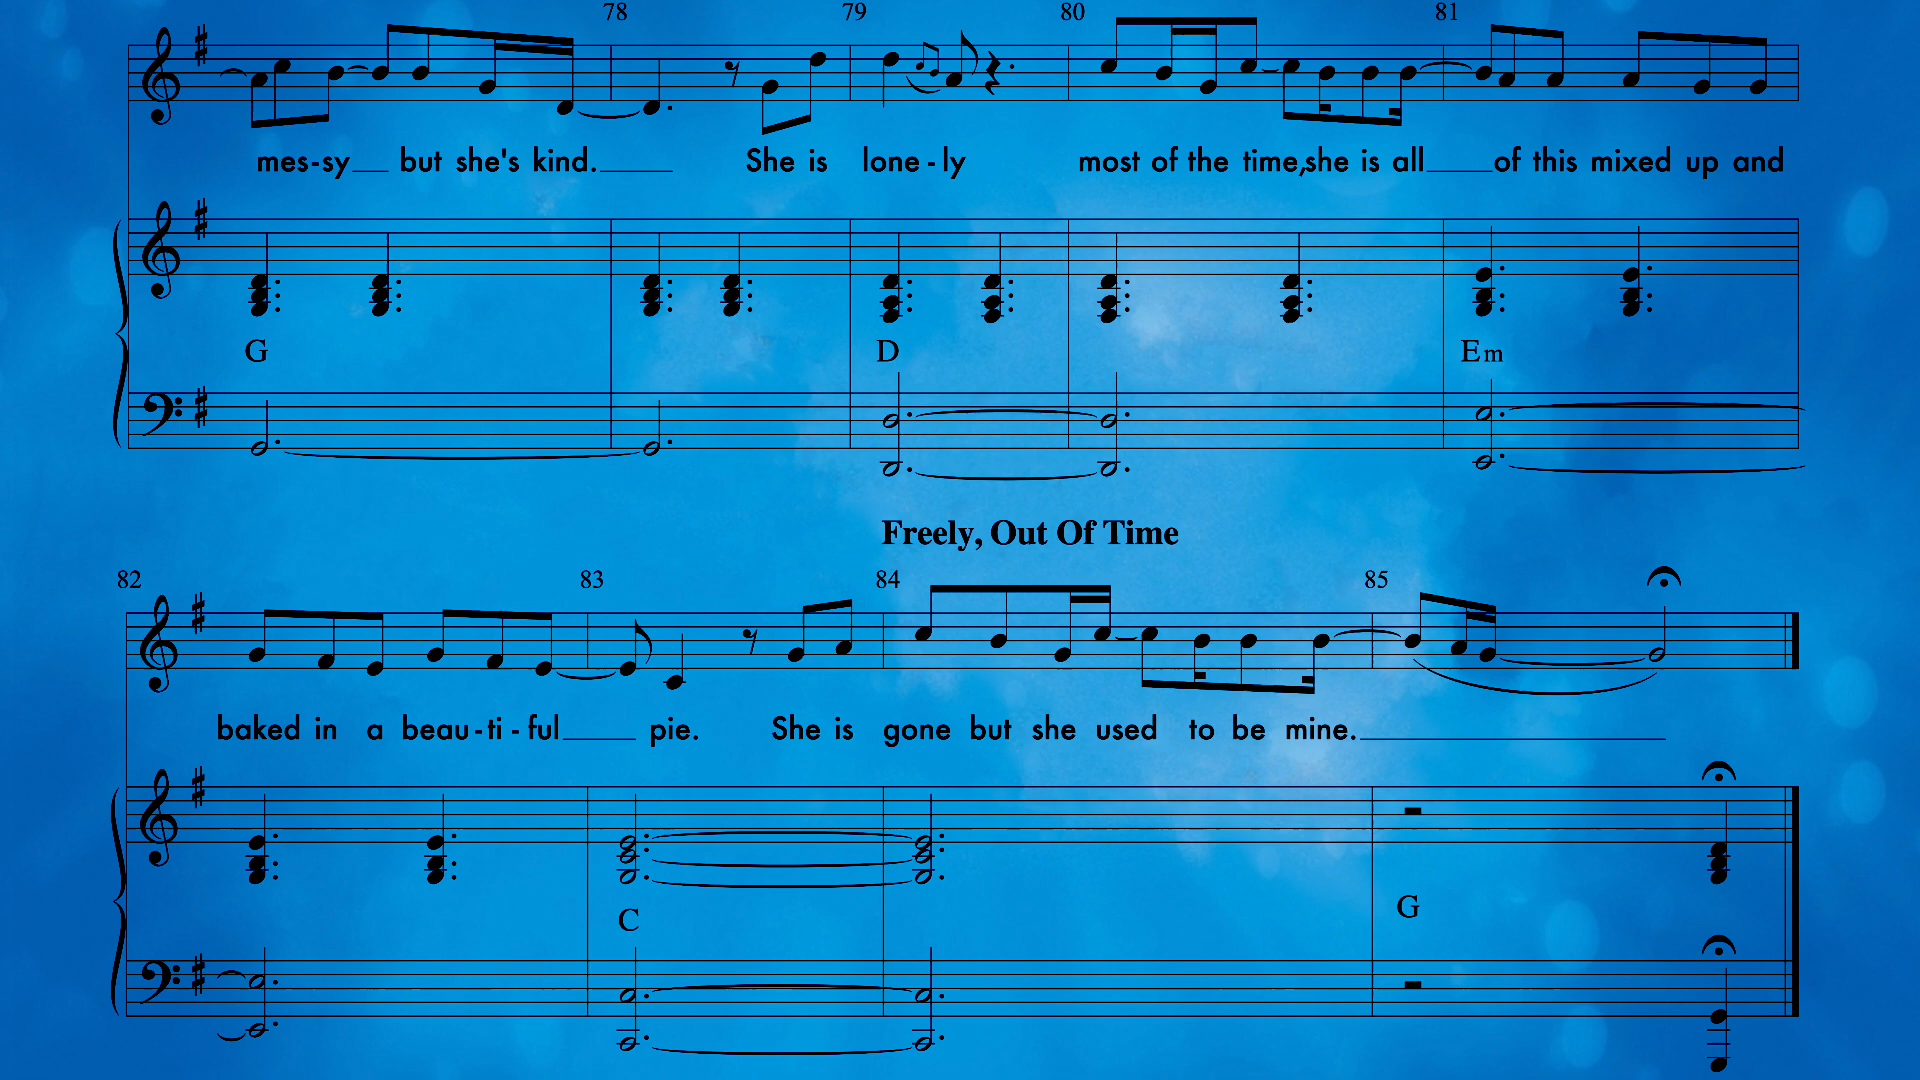 78 79 80 81
mes-sy but she's kind. She is lone-ly most of the time,she is all of this mixed up and
G D Em
Freely, Out Of Time
82 83 84 85
baked in a beau-ti-ful pie. She is gone but she used to be mine.
C G